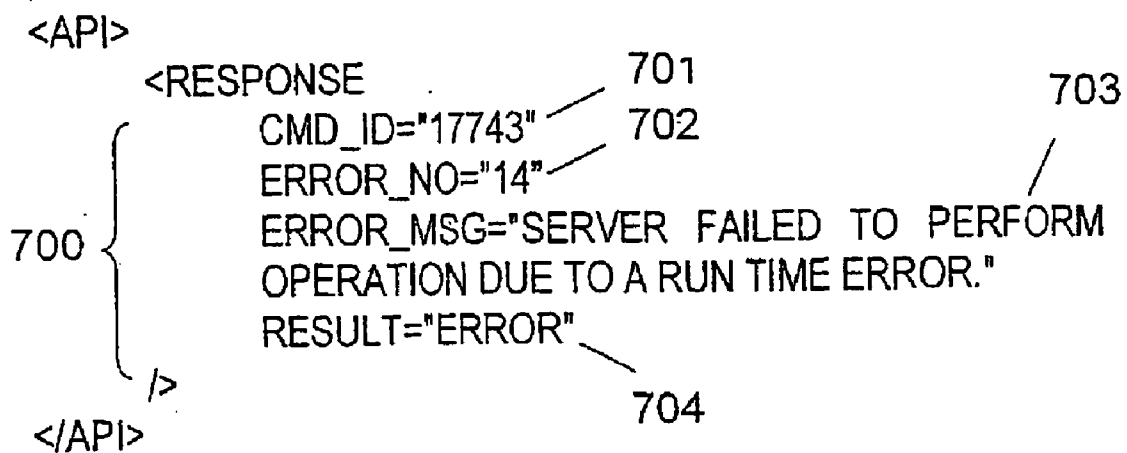 <API>
<RESPONSE 701
703
CMD_ID="17743" 702
ERROR_NO="14"
700 ERROR_MSG="SERVER FAILED TO PERFORM
OPERATION DUE TO A RUN TIME ERROR."
RESULT="ERROR"
/> 704
</API>